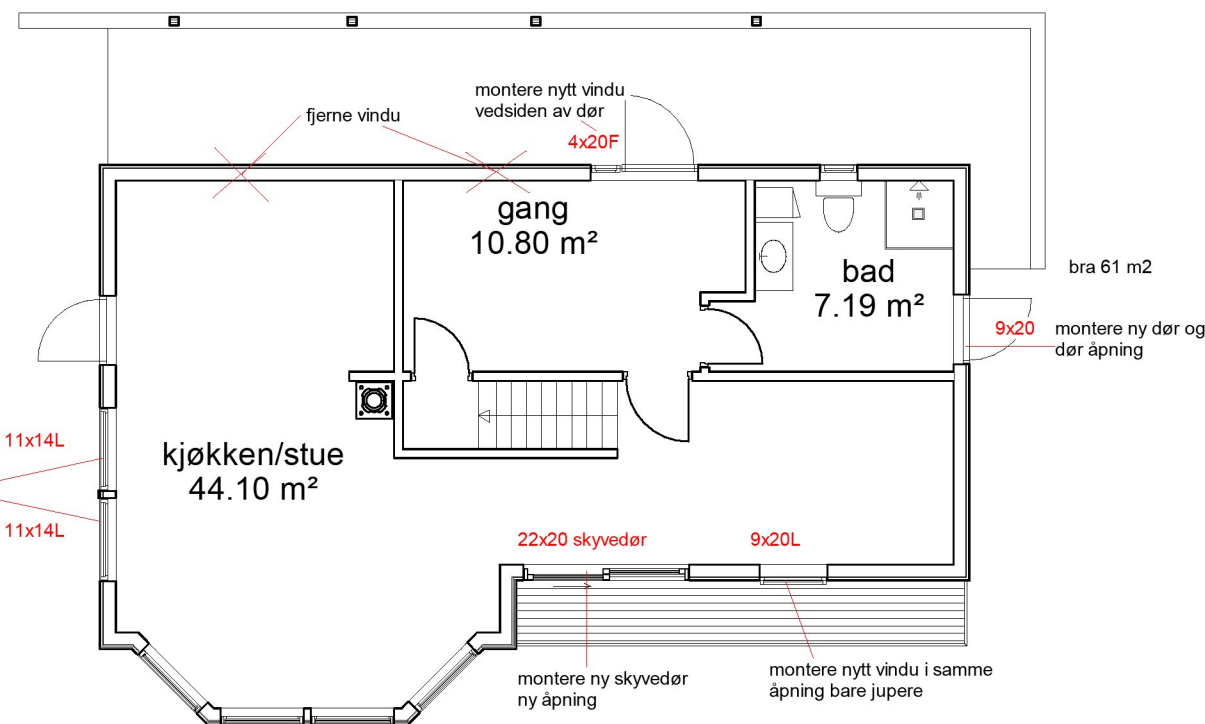 montere nytt vindu
vedsiden av dør
fjerne vindu
4x20F
gang
10.80 m²
bad
7.19 m²
bra 61 m2
9x20
montere ny dør og
dør åpning
11x14L
kjøkken/stue
44.10 m²
11x14L
22x20 skyvedør
9x20L
montere ny skyvedør
ny åpning
montere nytt vindu i samme
åpning bare jupere